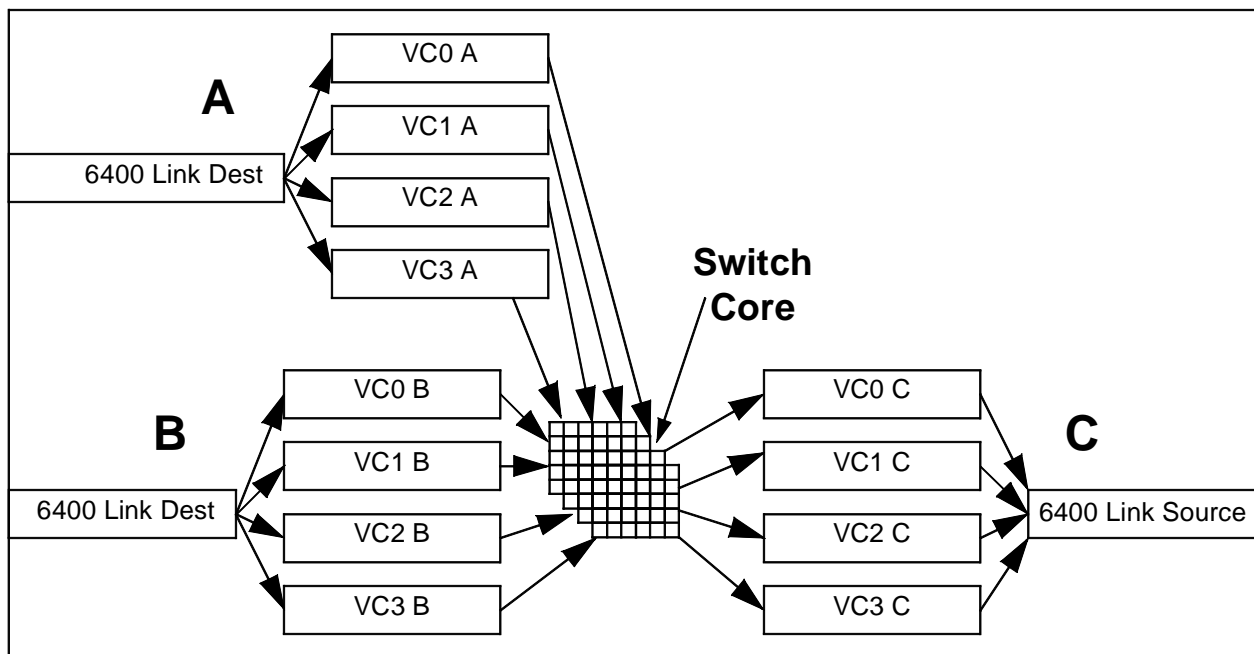 VC0 A
A
VC1 A
6400 Link Dest
VC2 A
VC3 A
Switch
Core
VC0 B
VC0 C
B
C
VC1 B
VC1 C
6400 Link Dest
6400 Link Source
VC2 B
VC2 C
VC3 B
VC3 C